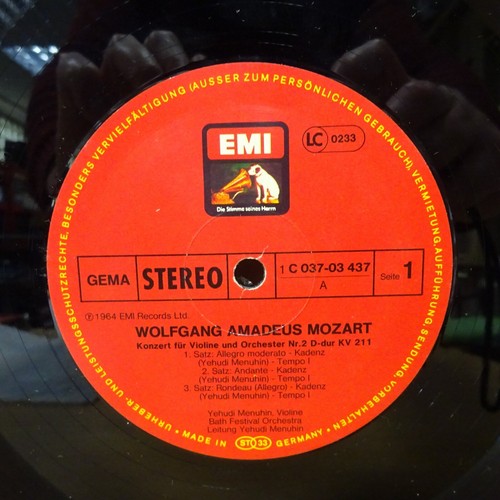 URHEBER- UND LEISTUNGSSCHUTZRECHTE, BESONDERS VERVIELFÄLTIGUNG (AUSSER ZUM PERSÖNLICHEN GEBRAUCH), VERMIETUNG, AUFFÜHRUNG, SENDUNG VORBEHALTEN
EMI
LC 0233
Die Stimme seines Herrn
GEMA
STEREO
1 C 037-03 437
A
Seite 1
℗ 1964 EMI Records Ltd.
WOLFGANG AMADEUS MOZART
Konzert für Violine und Orchester Nr.2 D-dur KV 211
1. Satz: Allegro moderato - Kadenz
(Yehudi Menuhin) - Tempo I
2. Satz: Andante - Kadenz
(Yehudi Menuhin) - Tempo I
3. Satz: Rondeau (Allegro) - Kadenz
(Yehudi Menuhin) - Tempo I
Yehudi Menuhin, Violine
Bath Festival Orchestra
Leitung Yehudi Menuhin
• MADE IN ST 33 GERMANY •